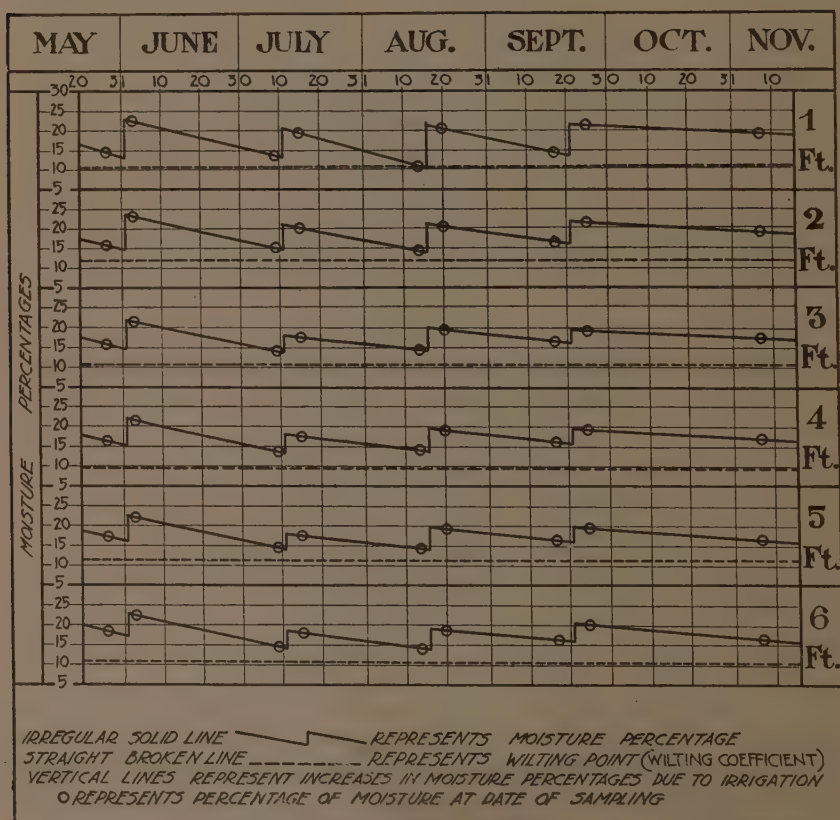 MAY JUNE JULY AUG. SEPT. OCT. NOV.
20 31 10 20 30 10 20 31 10 20 31 10 20 30 10 20 31 10
MOISTURE PERCENTAGES
30
25
20
15
10
5
1 Ft.
25
20
15
10
5
2 Ft.
25
20
15
10
5
3 Ft.
25
20
15
10
5
4 Ft.
25
20
15
10
5
5 Ft.
25
20
15
10
5
6 Ft.
IRREGULAR SOLID LINE REPRESENTS MOISTURE PERCENTAGE
STRAIGHT BROKEN LINE REPRESENTS WILTING POINT (WILTING COEFFICIENT)
VERTICAL LINES REPRESENT INCREASES IN MOISTURE PERCENTAGES DUE TO IRRIGATION
O REPRESENTS PERCENTAGE OF MOISTURE AT DATE OF SAMPLING